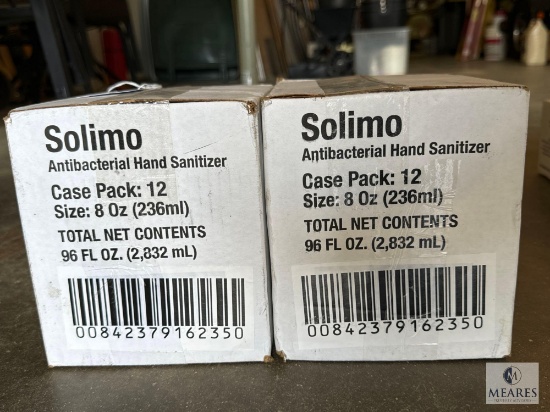 Solimo
Antibacterial Hand Sanitizer
Case Pack: 12
Size: 8 Oz (236ml)
TOTAL NET CONTENTS
96 FL OZ. (2,832 mL)
00842379162350
Solimo
Antibacterial Hand Sanitizer
Case Pack: 12
Size: 8 Oz (236ml)
TOTAL NET CONTENTS
96 FL OZ. (2,832 mL)
00842379162350
M
MEARES